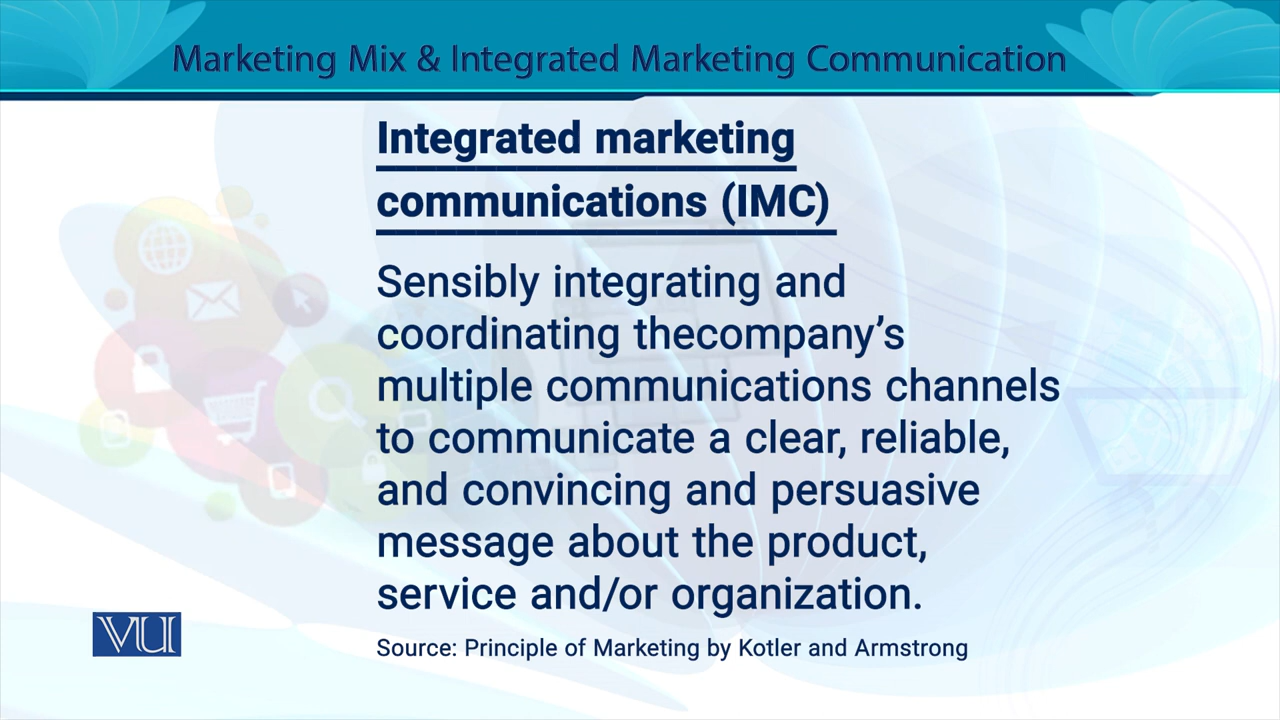 Marketing Mix & Integrated Marketing Communication
Integrated marketing
communications (IMC)
Sensibly integrating and
coordinating thecompany’s
multiple communications channels
to communicate a clear, reliable,
and convincing and persuasive
message about the product,
service and/or organization.
Source: Principle of Marketing by Kotler and Armstrong
VU